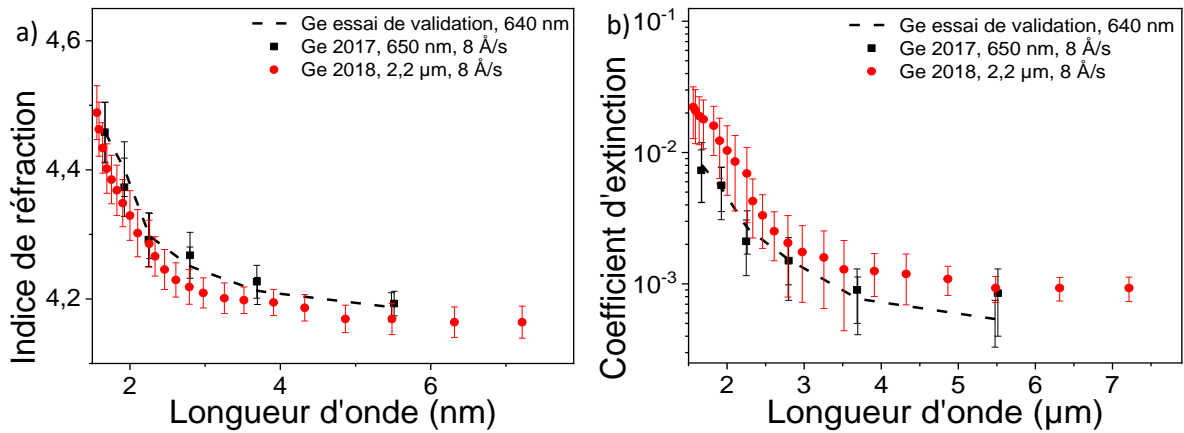 a)
4,6
4,4
4,2
Indice de réfraction
Ge essai de validation, 640 nm
Ge 2017, 650 nm, 8 Å/s
Ge 2018, 2,2 µm, 8 Å/s
2
4
6
Longueur d'onde (nm)
b)
10-1
10-2
10-3
Coefficient d'extinction
Ge essai de validation, 640 nm
Ge 2017, 650 nm, 8 Å/s
Ge 2018, 2,2 µm, 8 Å/s
2
3
4
5
6
7
Longueur d'onde (µm)